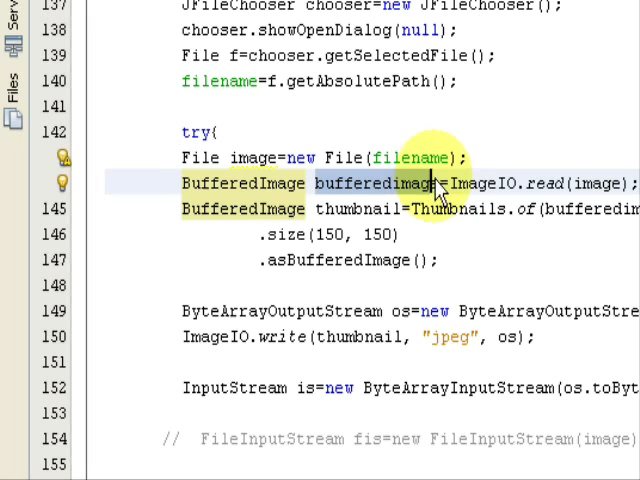 Serv
Files
137 JFileChooser chooser=new JFileChooser();
138 chooser.showOpenDialog(null);
139 File f=chooser.getSelectedFile();
140 filename=f.getAbsolutePath();
141
142 try{
File image=new File(filename);
BufferedImage bufferedimage=ImageIO.read(image);
145 BufferedImage thumbnail=Thumbnails.of(bufferedim
146 .size(150, 150)
147 .asBufferedImage();
148
149 ByteArrayOutputStream os=new ByteArrayOutputStre
150 ImageIO.write(thumbnail, "jpeg", os);
151
152 InputStream is=new ByteArrayInputStream(os.toByt
153
154 // FileInputStream fis=new FileInputStream(image)
155